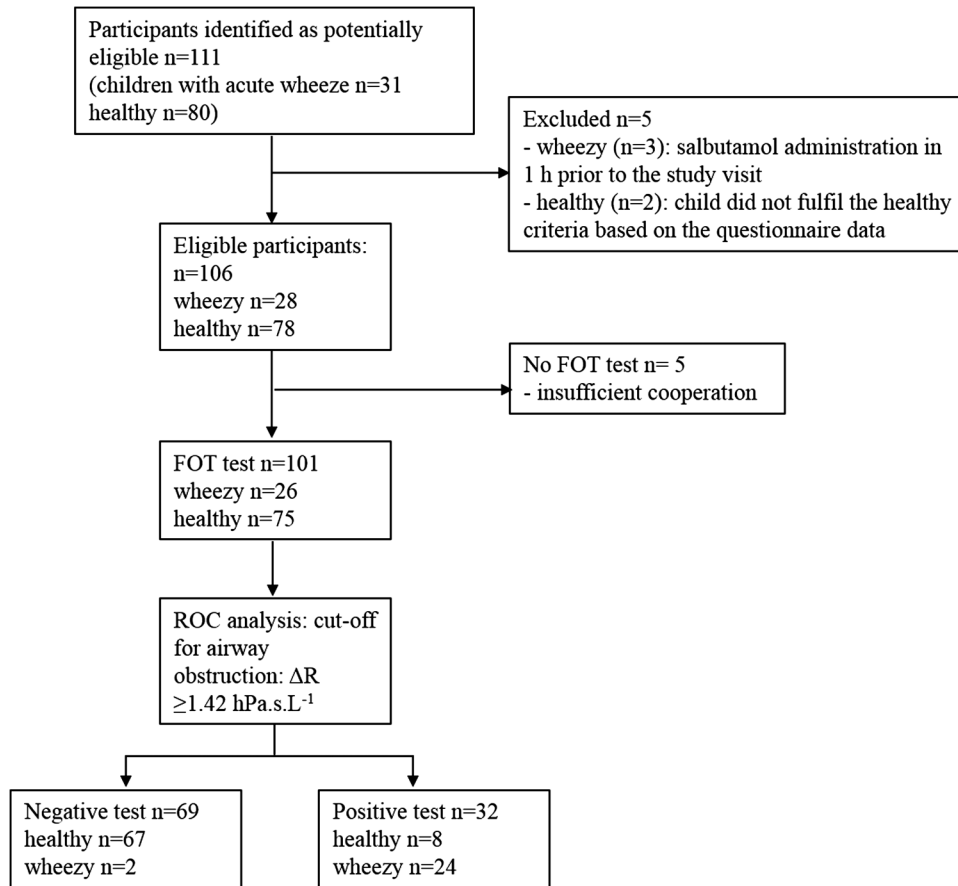 Participants identified as potentially
eligible n=111
(children with acute wheeze n=31
healthy n=80)
Excluded n=5
- wheezy (n=3): salbutamol administration in
1 h prior to the study visit
- healthy (n=2): child did not fulfil the healthy
criteria based on the questionnaire data
Eligible participants:
n=106
wheezy n=28
healthy n=78
No FOT test n= 5
- insufficient cooperation
FOT test n=101
wheezy n=26
healthy n=75
ROC analysis: cut-off
for airway
obstruction: ΔR
≥1.42 hPa.s.L⁻¹
Negative test n=69
healthy n=67
wheezy n=2
Positive test n=32
healthy n=8
wheezy n=24